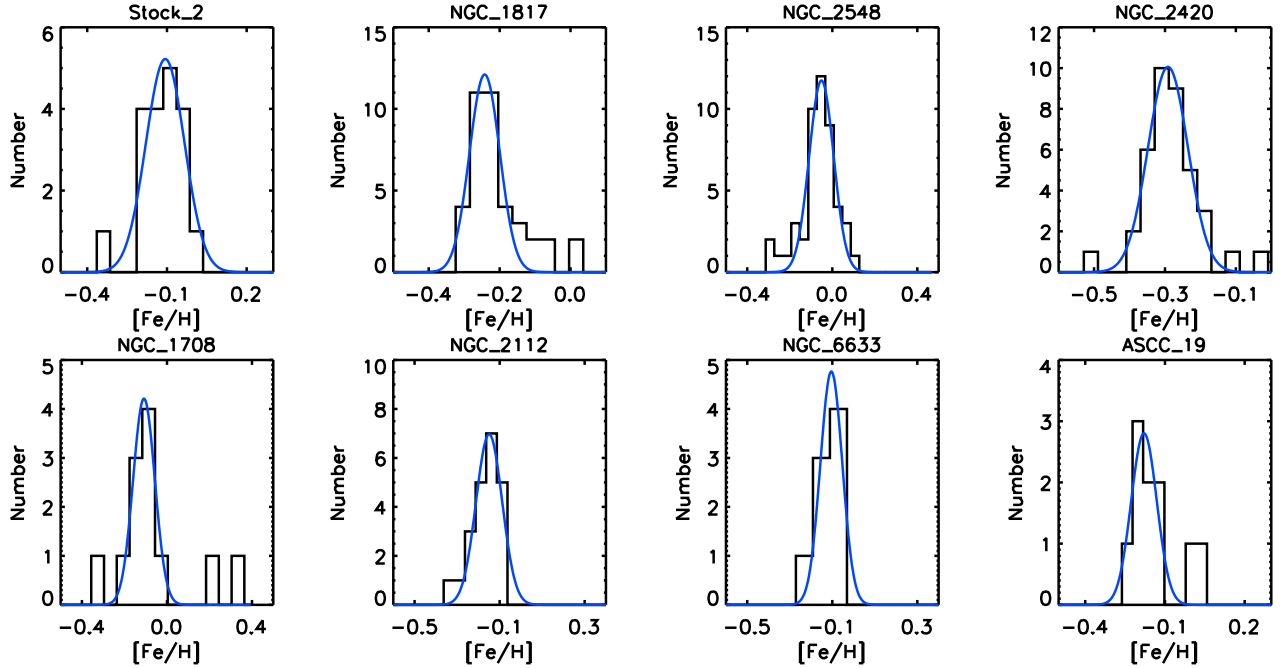 Stock_2
NGC_1817
NGC_2548
NGC_2420
6
4
2
0
Number
−0.4 −0.1 0.2
[Fe/H]
15
10
5
0
Number
−0.4 −0.2 0.0
[Fe/H]
15
10
5
0
Number
−0.4 0.0 0.4
[Fe/H]
12
10
8
6
4
2
0
Number
−0.5 −0.3 −0.1
[Fe/H]
NGC_1708
NGC_2112
NGC_6633
ASCC_19
5
4
3
2
1
0
Number
−0.4 0.0 0.4
[Fe/H]
10
8
6
4
2
0
Number
−0.5 −0.1 0.3
[Fe/H]
5
4
3
2
1
0
Number
−0.5 −0.1 0.3
[Fe/H]
4
3
2
1
0
Number
−0.4 −0.1 0.2
[Fe/H]